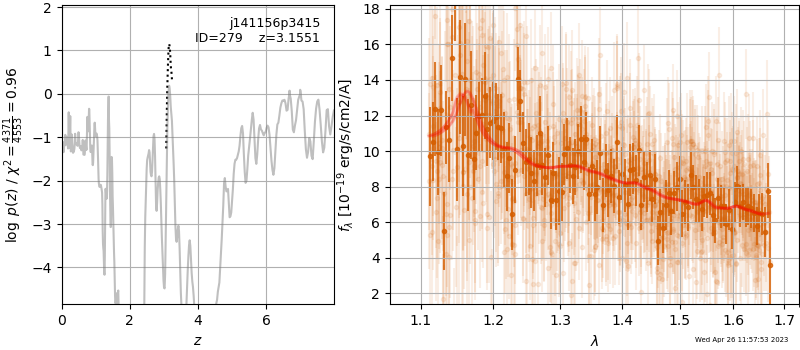 j141156p3415
ID=279 z=3.1551
log p(z) / χ² = 4371/4553 = 0.96
2
1
0
−1
−2
−3
−4
0 2 4 6
z
fλ [10⁻¹⁹ erg/s/cm2/A]
18
16
14
12
10
8
6
4
2
1.1 1.2 1.3 1.4 1.5 1.6 1.7
λ
Wed Apr 26 11:57:53 2023